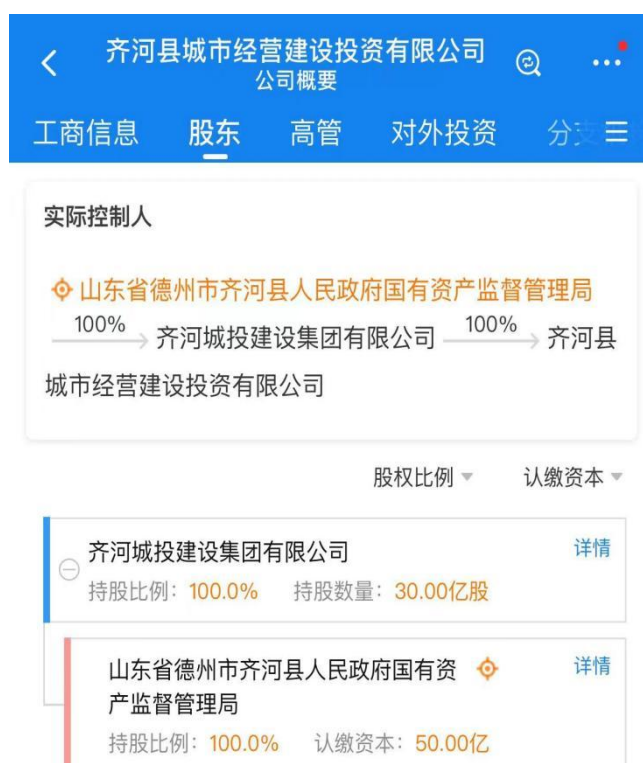 齐河县城市经营建设投资有限公司
公司概要
工商信息 股东 高管 对外投资 分支
实际控制人
山东省德州市齐河县人民政府国有资产监督管理局
100% 齐河城投建设集团有限公司 100% 齐河县
城市经营建设投资有限公司
股权比例 认缴资本
齐河城投建设集团有限公司 详情
持股比例：100.0% 持股数量：30.00亿股
山东省德州市齐河县人民政府国有资 详情
产监督管理局
持股比例：100.0% 认缴资本：50.00亿